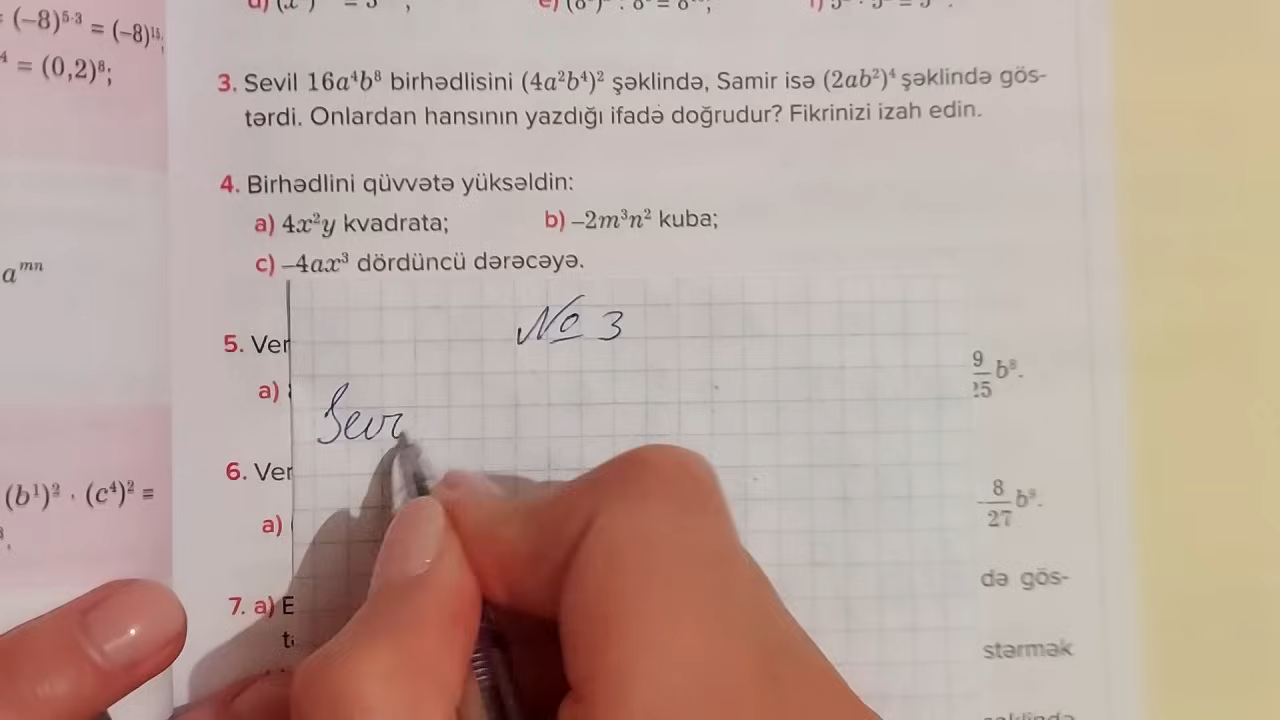 = (-8)⁵·³ = (-8)¹⁵;
⁴ = (0,2)⁸;
aᵐⁿ
(b¹)² · (c⁴)² =
3. Sevil 16a⁴b⁸ birhədlisini (4a²b⁴)² şəklində, Samir isə (2ab²)⁴ şəklində gös-
tərdi. Onlardan hansının yazdığı ifadə doğrudur? Fikrinizi izah edin.
4. Birhədlini qüvvətə yüksəldin:
a) 4x²y kvadrata; b) –2m³n² kuba;
c) –4ax³ dördüncü dərəcəyə.
№ 3
5. Ver
a) 9/25 b⁸.
Sevi
6. Ver
a) 8/27 b⁹.
də gös-
7. a) E
stərmək